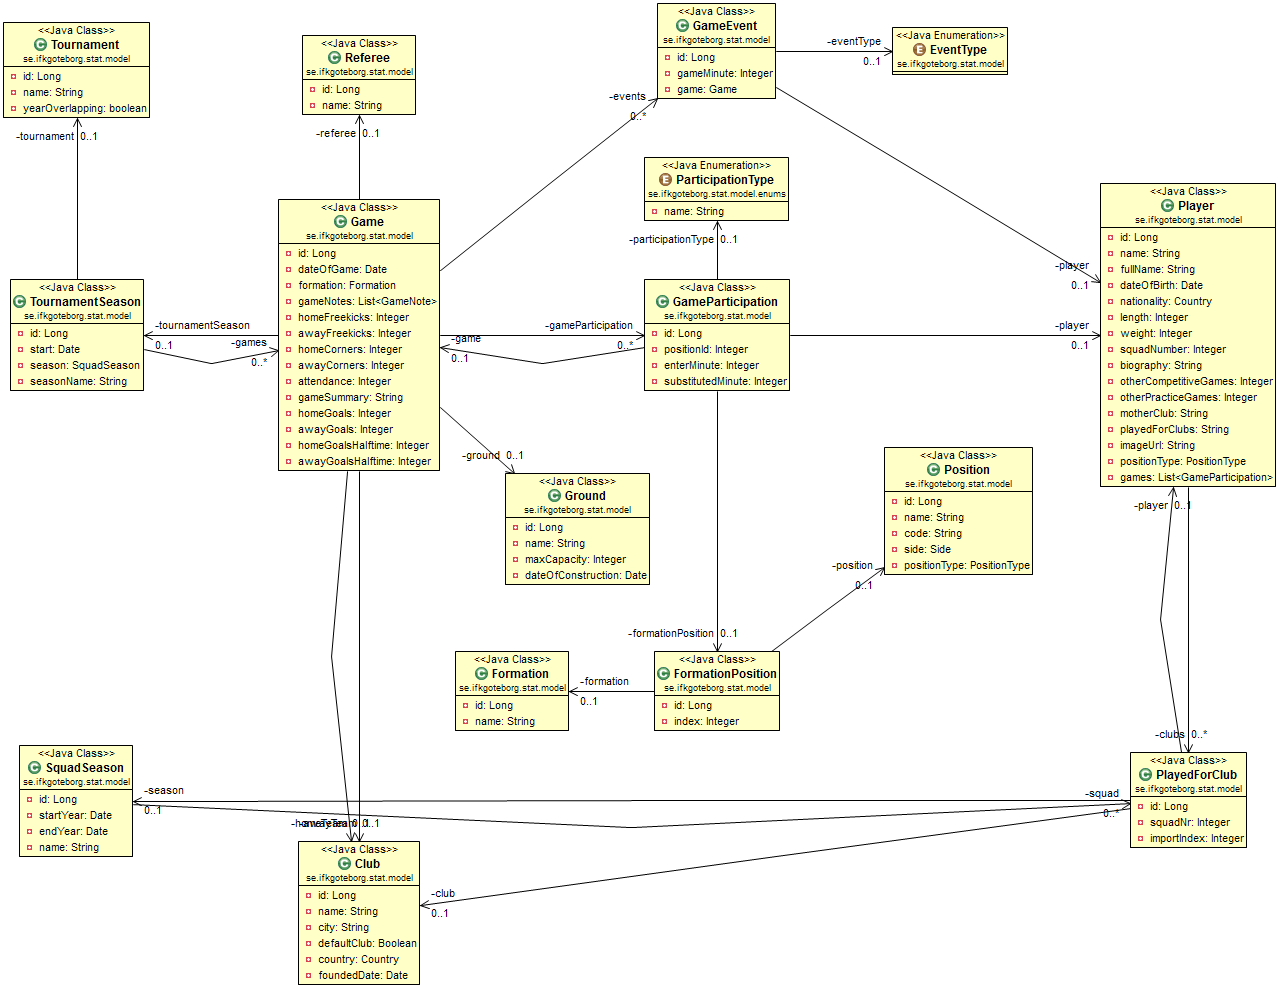 <<Java Class>>
Tournament
se.ifkgoteborg.stat.model
id: Long
name: String
yearOverlapping: boolean
-tournament 0..1
<<Java Class>>
Referee
se.ifkgoteborg.stat.model
id: Long
name: String
-referee 0..1
<<Java Class>>
GameEvent
se.ifkgoteborg.stat.model
id: Long
gameMinute: Integer
game: Game
-eventType
0..1
<<Java Enumeration>>
EventType
se.ifkgoteborg.stat.model
-events
0..*
<<Java Enumeration>>
ParticipationType
se.ifkgoteborg.stat.model.enums
name: String
-participationType 0..1
<<Java Class>>
Game
se.ifkgoteborg.stat.model
id: Long
dateOfGame: Date
formation: Formation
gameNotes: List<GameNote>
homeFreekicks: Integer
awayFreekicks: Integer
homeCorners: Integer
awayCorners: Integer
attendance: Integer
gameSummary: String
homeGoals: Integer
awayGoals: Integer
homeGoalsHalftime: Integer
awayGoalsHalftime: Integer
<<Java Class>>
TournamentSeason
se.ifkgoteborg.stat.model
id: Long
start: Date
season: SquadSeason
seasonName: String
-tournamentSeason
0..1
-games
0..*
<<Java Class>>
GameParticipation
se.ifkgoteborg.stat.model
id: Long
positionId: Integer
enterMinute: Integer
substitutedMinute: Integer
-gameParticipation
0..*
-game
0..1
-player
0..1
-player
0..1
<<Java Class>>
Player
se.ifkgoteborg.stat.model
id: Long
name: String
fullName: String
dateOfBirth: Date
nationality: Country
length: Integer
weight: Integer
squadNumber: Integer
biography: String
otherCompetitiveGames: Integer
otherPracticeGames: Integer
motherClub: String
playedForClubs: String
imageUrl: String
positionType: PositionType
games: List<GameParticipation>
-ground 0..1
<<Java Class>>
Ground
se.ifkgoteborg.stat.model
id: Long
name: String
maxCapacity: Integer
dateOfConstruction: Date
<<Java Class>>
Position
se.ifkgoteborg.stat.model
id: Long
name: String
code: String
side: Side
positionType: PositionType
-position
0..1
-formationPosition 0..1
<<Java Class>>
Formation
se.ifkgoteborg.stat.model
id: Long
name: String
-formation
0..1
<<Java Class>>
FormationPosition
se.ifkgoteborg.stat.model
id: Long
index: Integer
-player 0..1
-clubs 0..*
<<Java Class>>
SquadSeason
se.ifkgoteborg.stat.model
id: Long
startYear: Date
endYear: Date
name: String
-season
0..1
-squad
0..*
<<Java Class>>
PlayedForClub
se.ifkgoteborg.stat.model
id: Long
squadNr: Integer
importIndex: Integer
0..1
<<Java Class>>
Club
se.ifkgoteborg.stat.model
id: Long
name: String
city: String
defaultClub: Boolean
country: Country
foundedDate: Date
-club
0..1